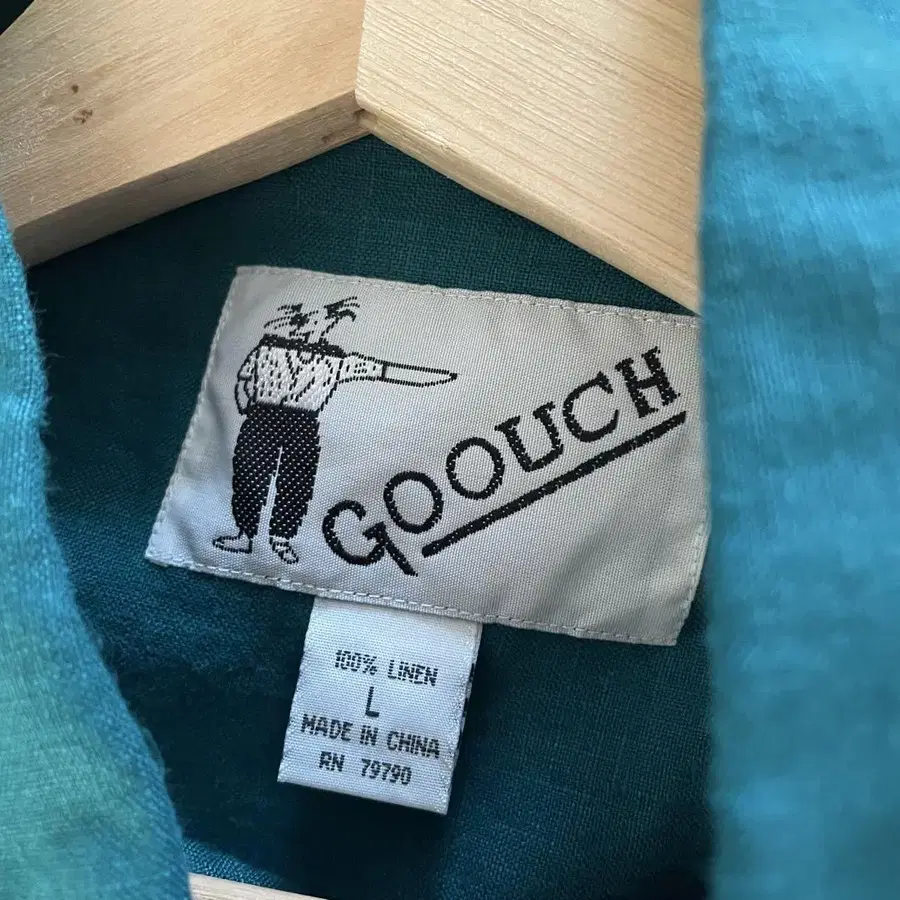 GOOUCH
100% LINEN
L
MADE IN CHINA
RN 79790